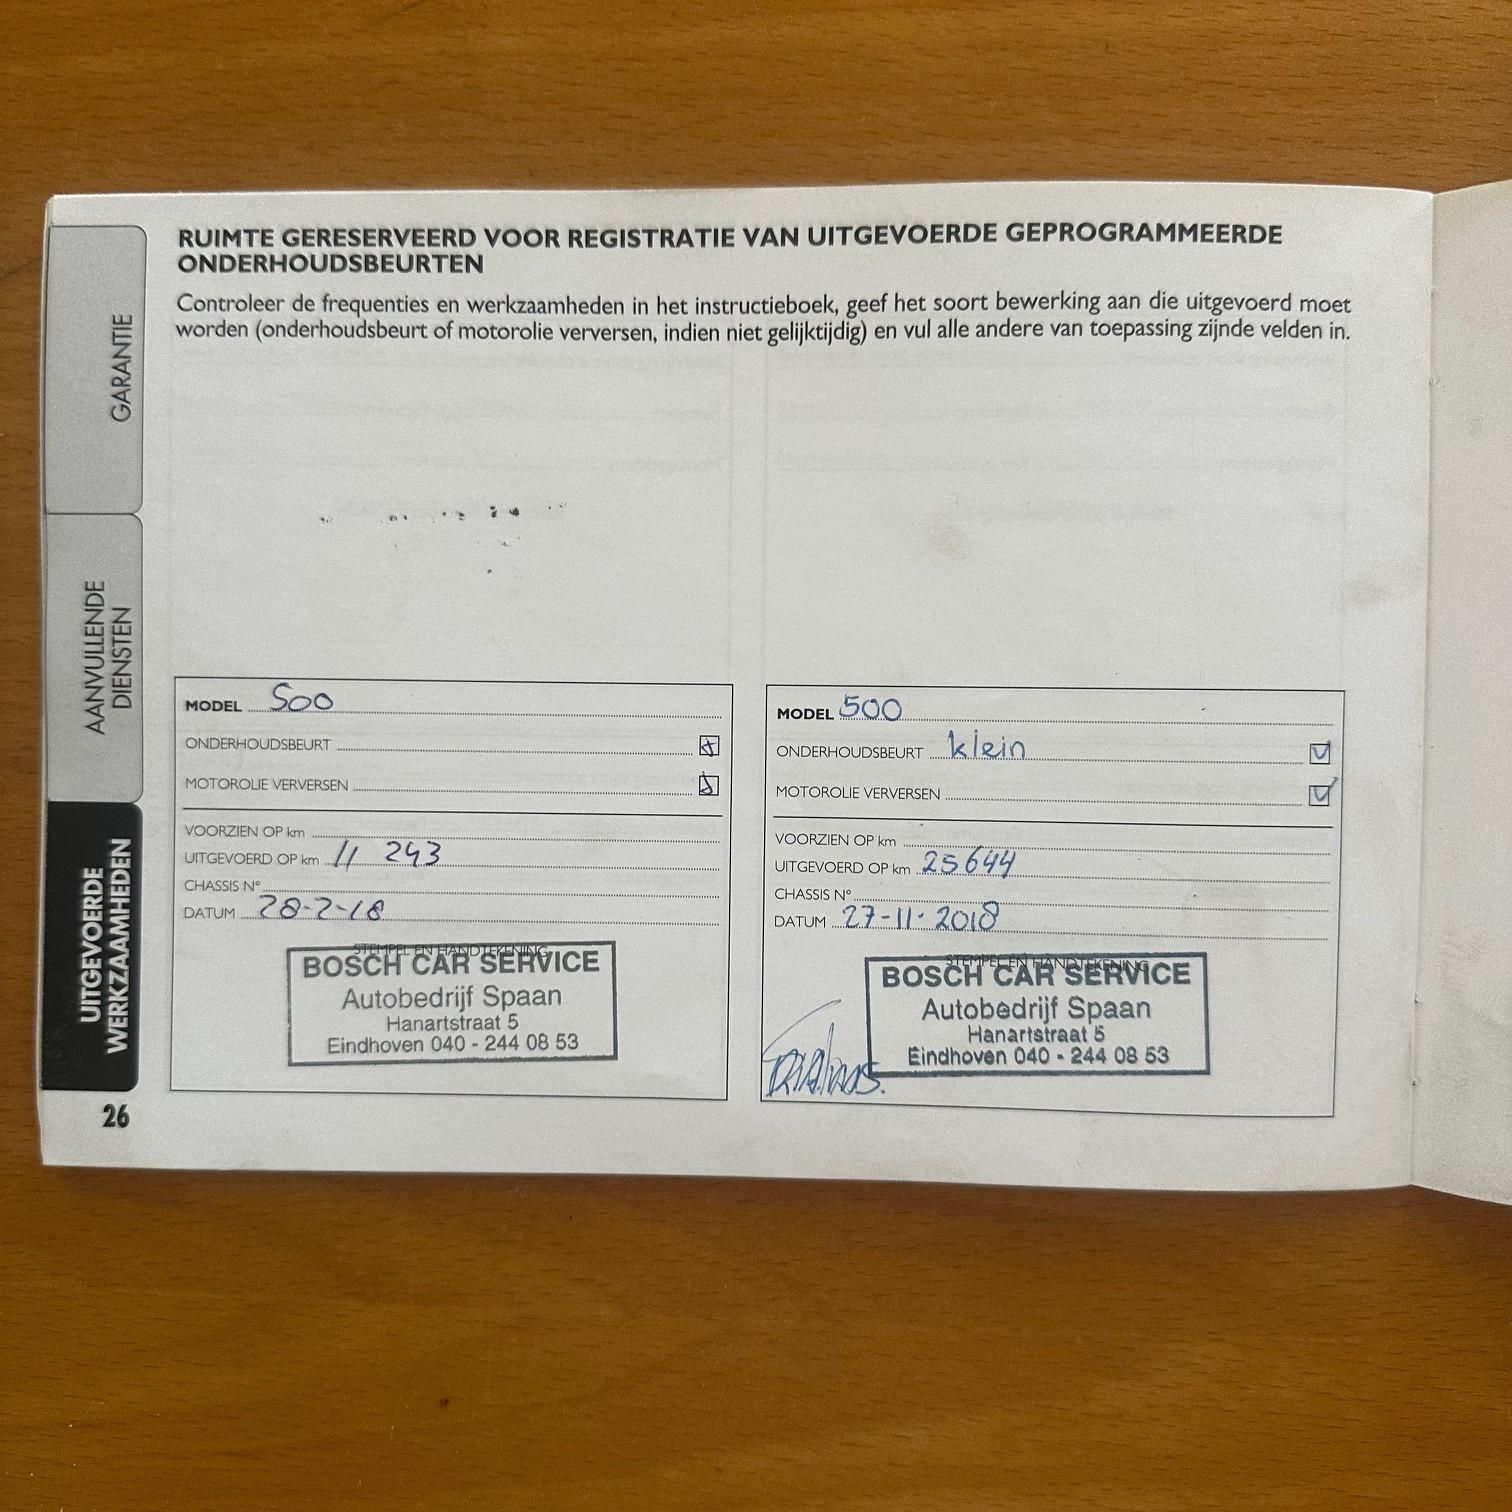 GARANTIE
AANVULLENDE
DIENSTEN
UITGEVOERDE
WERKZAAMHEDEN
26
RUIMTE GERESERVEERD VOOR REGISTRATIE VAN UITGEVOERDE GEPROGRAMMEERDE
ONDERHOUDSBEURTEN
Controleer de frequenties en werkzaamheden in het instructieboek, geef het soort bewerking aan die uitgevoerd moet
worden (onderhoudsbeurt of motorolie verversen, indien niet gelijktijdig) en vul alle andere van toepassing zijnde velden in.
MODEL 500
ONDERHOUDSBEURT
MOTOROLIE VERVERSEN
VOORZIEN OP km
UITGEVOERD OP km 11 243
CHASSIS N°
DATUM 28-2-18
STEMPEL EN HANDTEKENING
BOSCH CAR SERVICE
Autobedrijf Spaan
Hanartstraat 5
Eindhoven 040 - 244 08 53
MODEL 500
ONDERHOUDSBEURT klein
MOTOROLIE VERVERSEN
VOORZIEN OP km
UITGEVOERD OP km 25644
CHASSIS N°
DATUM 27-11-2018
STEMPEL EN HANDTEKENING
BOSCH CAR SERVICE
Autobedrijf Spaan
Hanartstraat 5
Eindhoven 040 - 244 08 53